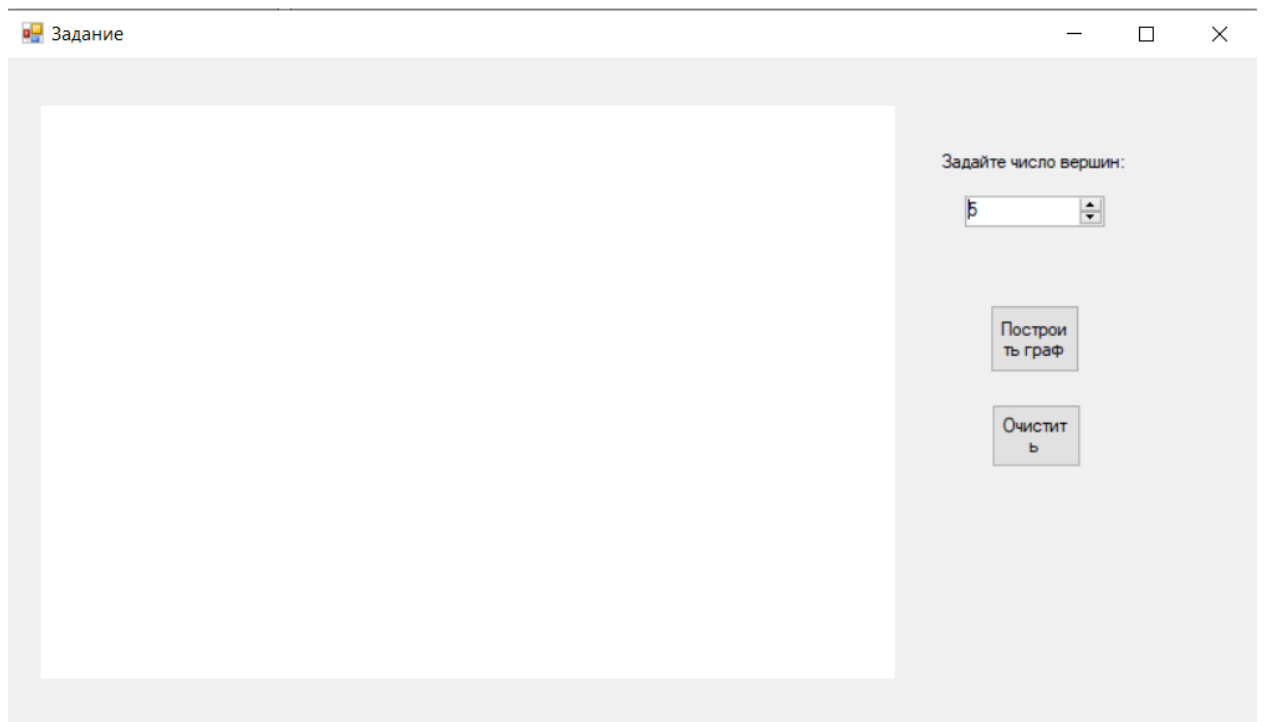 Задание
Задайте число вершин:
5
Построи
ть граф
Очистит
ь